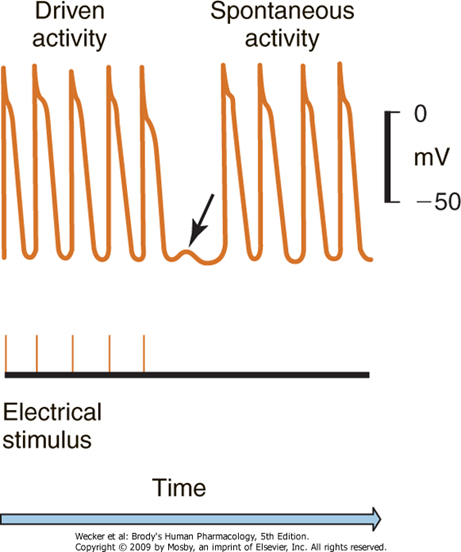 Driven
activity
Spontaneous
activity
0
mV
−50
Electrical
stimulus
Time
Wecker et al: Brody's Human Pharmacology, 5th Edition.
Copyright © 2009 by Mosby, an imprint of Elsevier, Inc. All rights reserved.